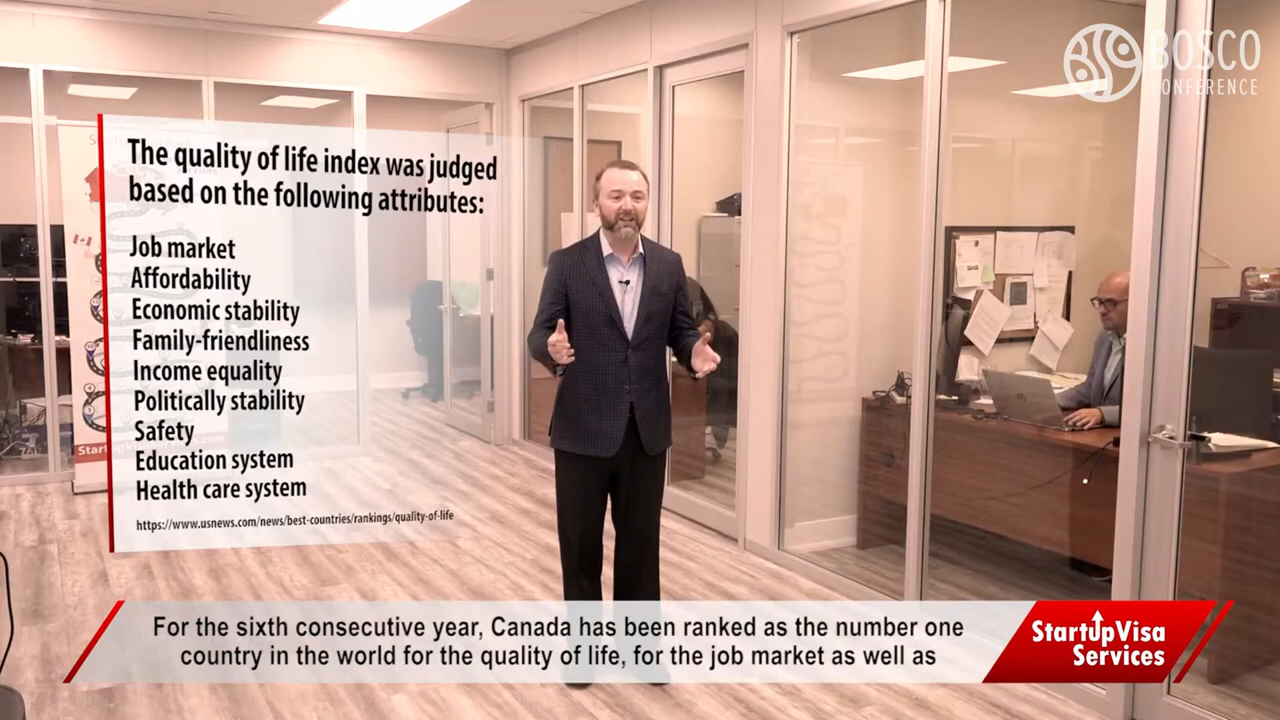 BOSCO
CONFERENCE
The quality of life index was judged
based on the following attributes:
Job market
Affordability
Economic stability
Family-friendliness
Income equality
Politically stability
Safety
Education system
Health care system
https://www.usnews.com/news/best-countries/rankings/quality-of-life
For the sixth consecutive year, Canada has been ranked as the number one
country in the world for the quality of life, for the job market as well as
StartUpVisa
Services